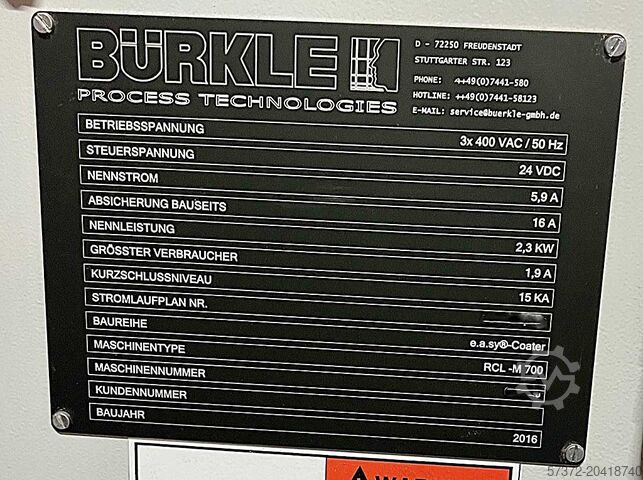 BÜRKLE
PROCESS TECHNOLOGIES
D - 72250 FREUDENSTADT
STUTTGARTER STR. 123
PHONE: ++49(0)7441-580
HOTLINE: ++49(0)7441-58123
E-MAIL: service@buerkle-gmbh.de
BETRIEBSSPANNUNG 3x 400 VAC / 50 Hz
STEUERSPANNUNG 24 VDC
NENNSTROM 5,9 A
ABSICHERUNG BAUSEITS 16 A
NENNLEISTUNG 2,3 KW
GRÖSSTER VERBRAUCHER 1,9 A
KURZSCHLUSSNIVEAU 15 KA
STROMLAUFPLAN NR.
BAUREIHE e.a.sy®-Coater
MASCHINENTYPE RCL -M 700
MASCHINENNUMMER
KUNDENNUMMER
BAUJAHR 2016
57372-20418740